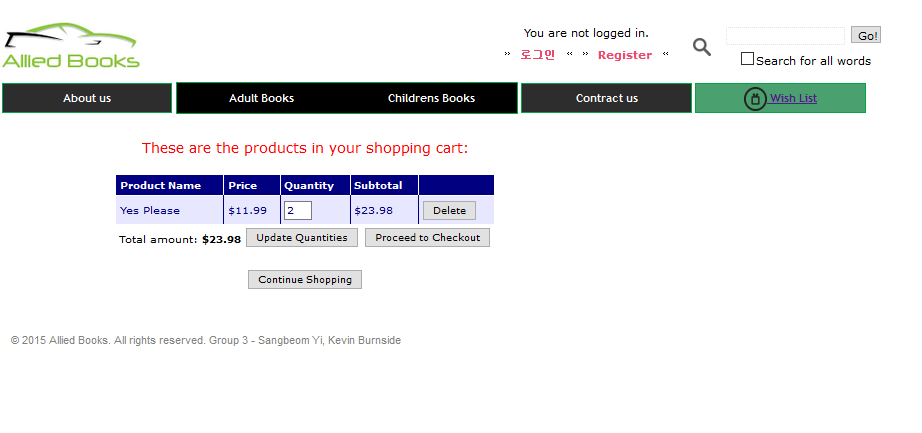 Allied Books
You are not logged in.
» 로그인 « » Register «
Go!
Search for all words
About us
Adult Books
Childrens Books
Contract us
Wish List
These are the products in your shopping cart:
Product Name Price Quantity Subtotal
Yes Please $11.99 2 $23.98 Delete
Total amount: $23.98 Update Quantities Proceed to Checkout
Continue Shopping
© 2015 Allied Books. All rights reserved. Group 3 - Sangbeom Yi, Kevin Burnside